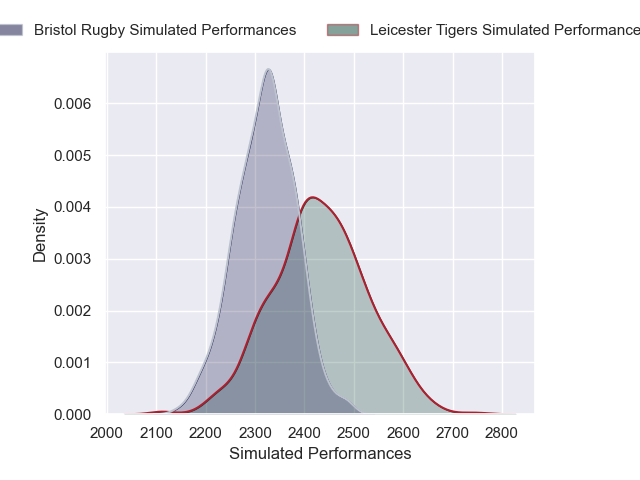 Bristol Rugby Simulated Performances
Leicester Tigers Simulated Performance
Density
0.006
0.005
0.004
0.003
0.002
0.001
0.000
2000 2100 2200 2300 2400 2500 2600 2700 2800
Simulated Performances